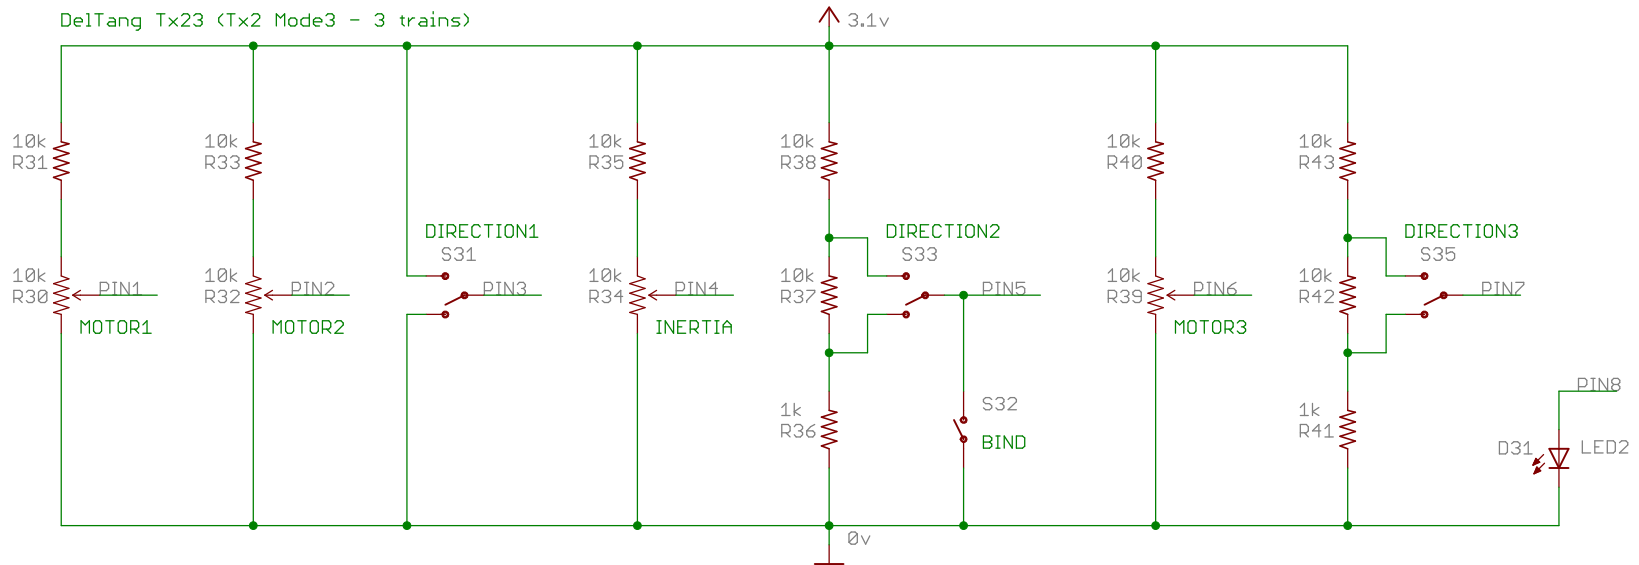 DelTang Tx23 (Tx2 Mode3 - 3 trains)
3.1v
10k
R31
10k
R33
10k
R35
10k
R38
10k
R40
10k
R43
DIRECTION1
S31
DIRECTION2
S33
DIRECTION3
S35
10k
R30
PIN1
MOTOR1
10k
R32
PIN2
MOTOR2
PIN3
10k
R34
PIN4
INERTIA
10k
R37
PIN5
10k
R39
PIN6
MOTOR3
10k
R42
PIN7
1k
R36
S32
BIND
1k
R41
PIN8
D31
LED2
0v